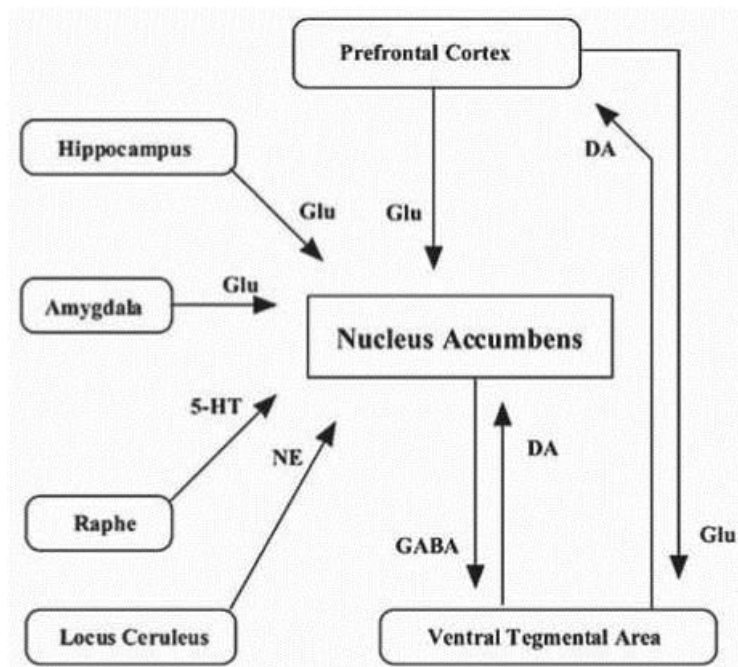 Prefrontal Cortex
Hippocampus
DA
Glu
Glu
Amygdala
Glu
Nucleus Accumbens
5-HT
NE
DA
Raphe
GABA
Glu
Locus Ceruleus
Ventral Tegmental Area